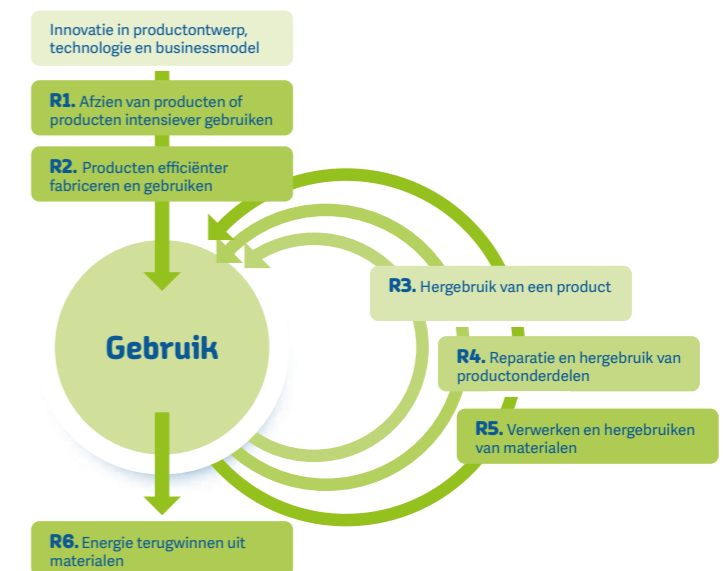 Innovatie in productontwerp,
technologie en businessmodel
R1. Afzien van producten of
producten intensiever gebruiken
R2. Producten efficiënter
fabriceren en gebruiken
R3. Hergebruik van een product
Gebruik
R4. Reparatie en hergebruik van
productonderdelen
R5. Verwerken en hergebruiken
van materialen
R6. Energie terugwinnen uit
materialen